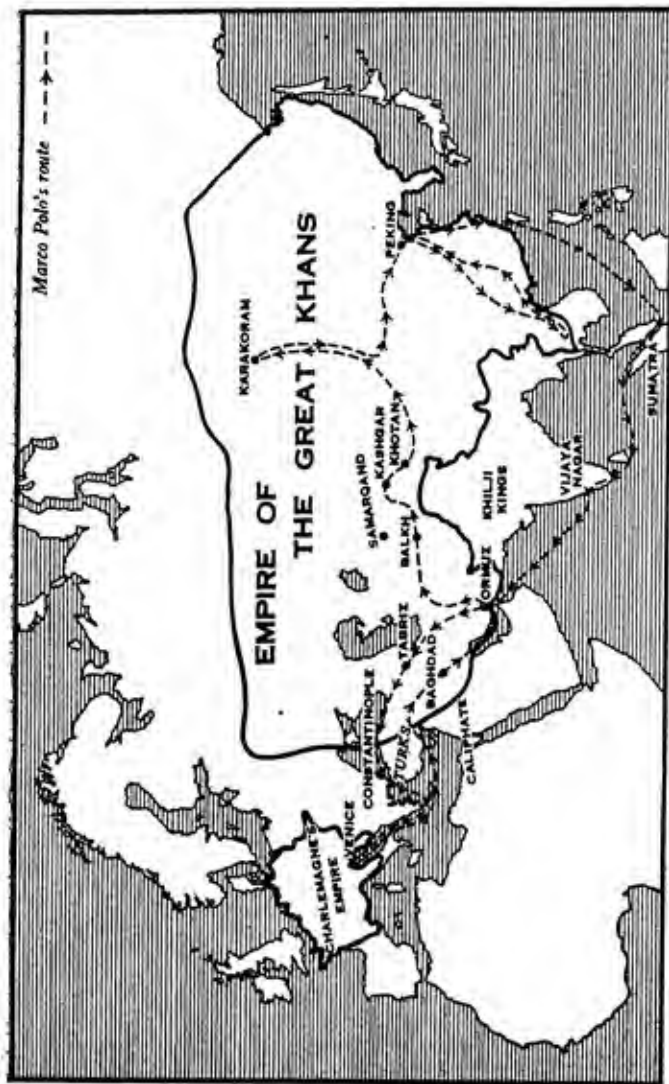 Marco Polo's route
EMPIRE OF
THE GREAT KHANS
KARAKORAM
PEKING
SAMARQAND
KASHGAR
KHOTAN
BALKH
CONSTANTINOPLE
TABRIZ
BAGHDAD
TURKS
CHARLEMAGNE'S
EMPIRE
VENICE
CALIPHATE
ORMUZ
KHILJI
KINGS
VIJAYA
NAGAR
SUMATRA